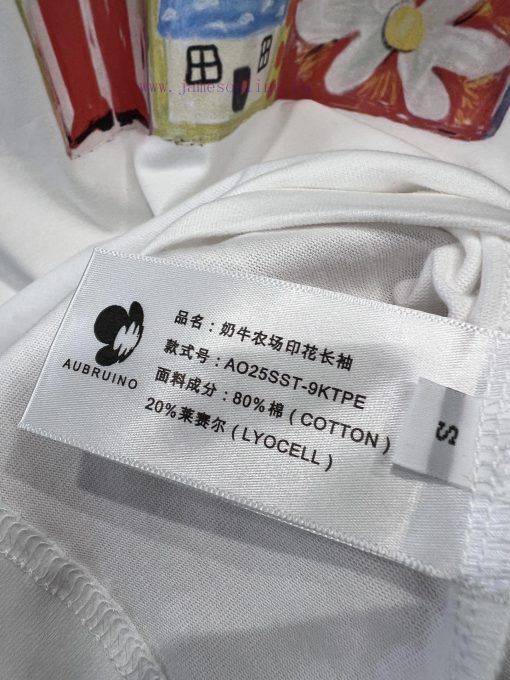 品名：奶牛农场印花长袖
款式号：AO25SST-9KTPE
面料成分：80%棉 ( COTTON )
20%莱赛尔 ( LYOCELL )
AUBRUINO
S